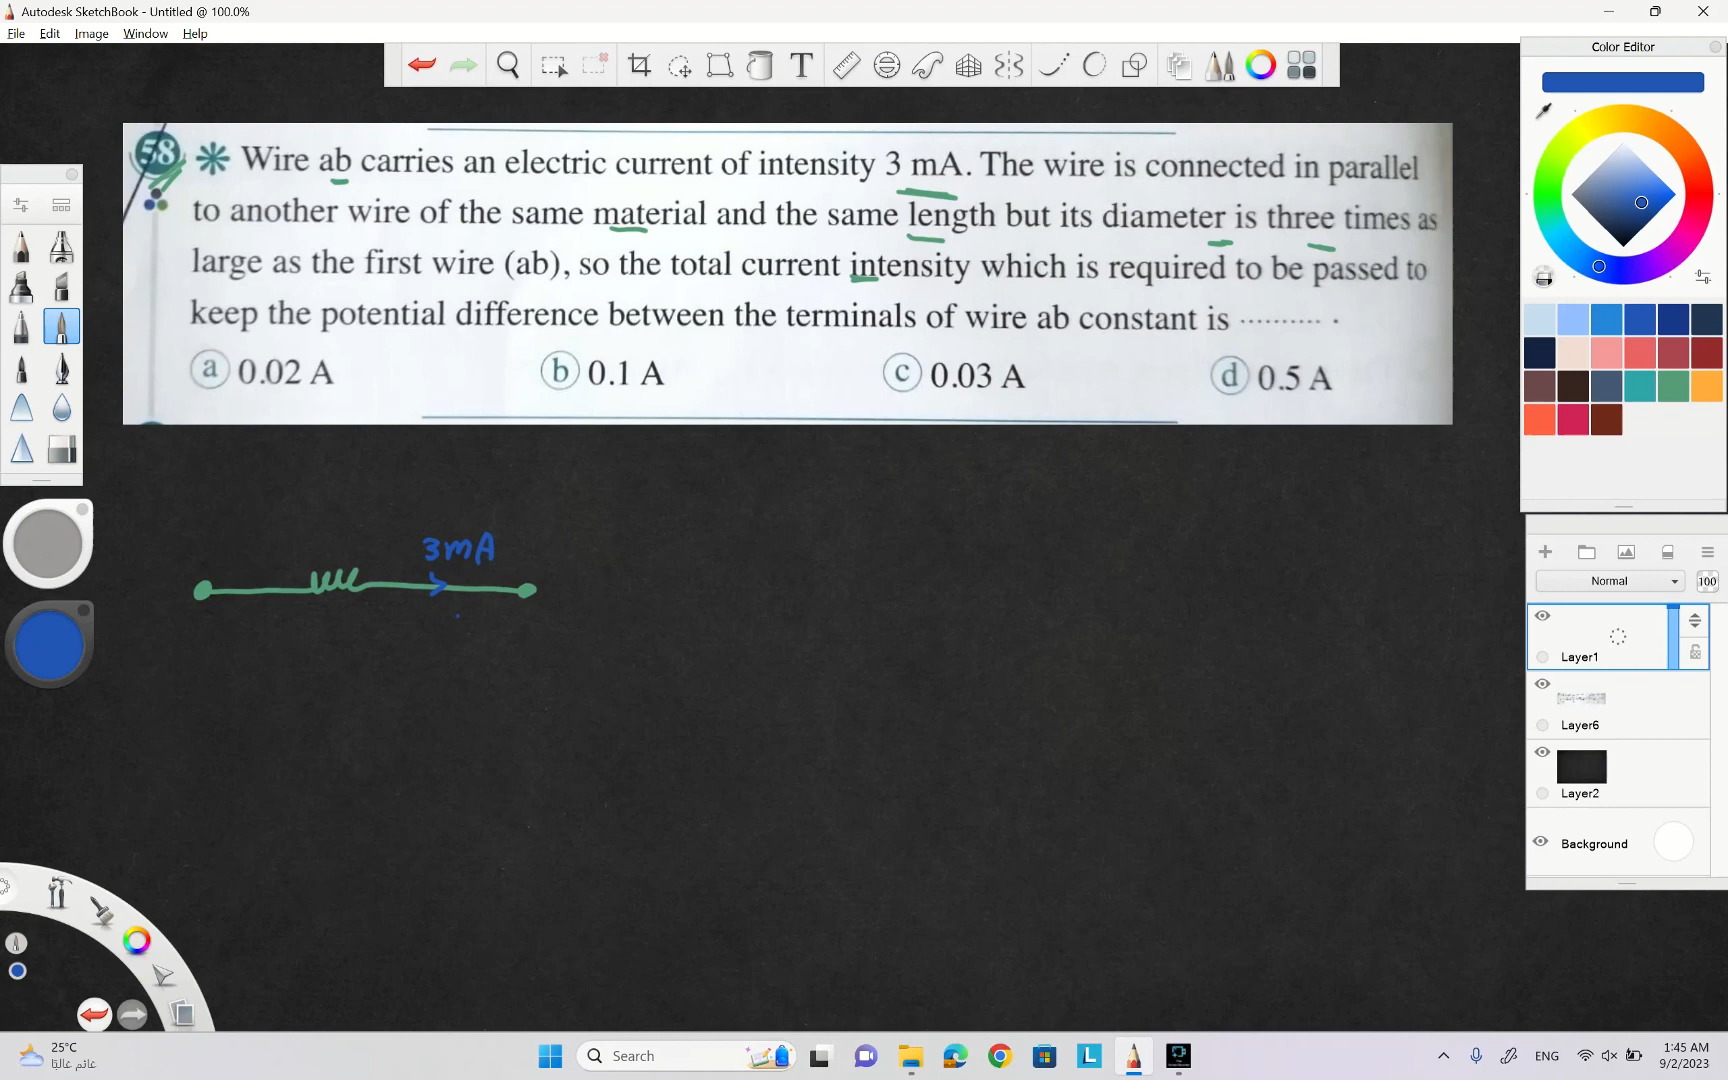 Autodesk SketchBook - Untitled @ 100.0%
File Edit Image Window Help
T
Color Editor
58 Wire ab carries an electric current of intensity 3 mA. The wire is connected in parallel
to another wire of the same material and the same length but its diameter is three times as
large as the first wire (ab), so the total current intensity which is required to be passed to
keep the potential difference between the terminals of wire ab constant is .......... .
a 0.02 A b 0.1 A c 0.03 A d 0.5 A
3mA
Normal 100
Layer1
Layer6
Layer2
Background
25°C
غائم غالبًا
Search
L
ENG
1:45 AM
9/2/2023